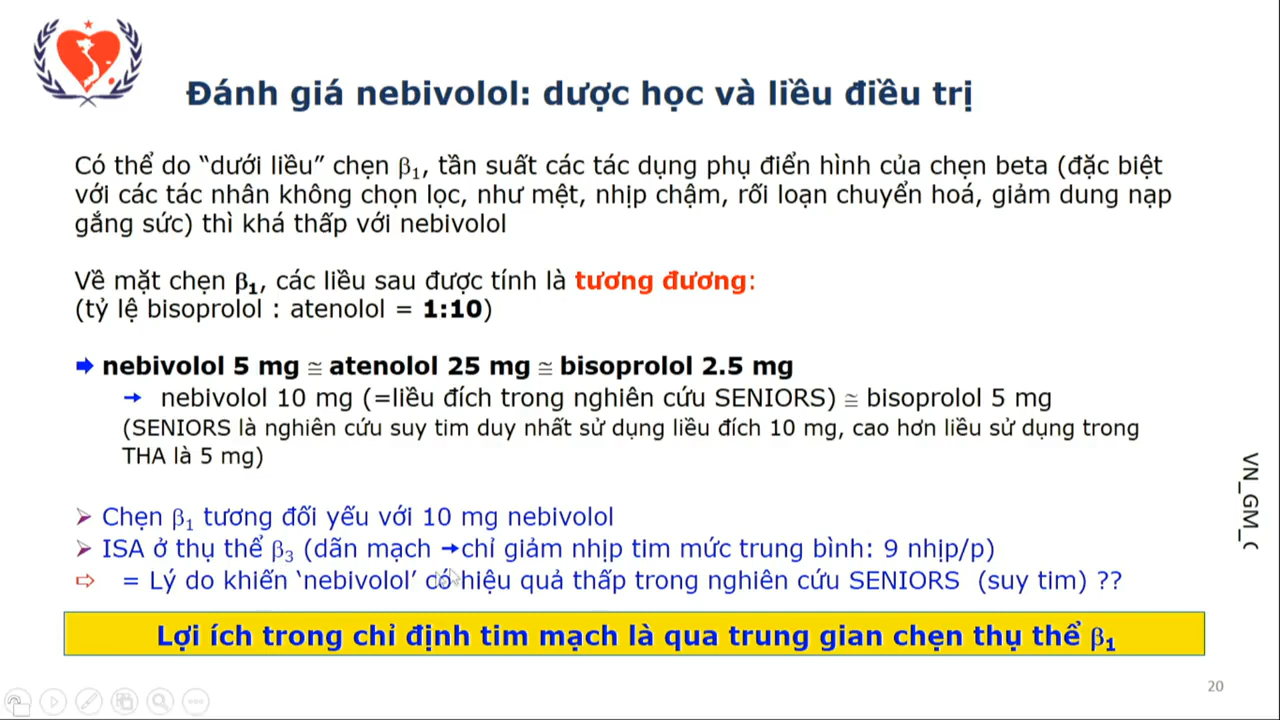 Đánh giá nebivolol: dược học và liều điều trị
Có thể do “dưới liều” chẹn β1, tần suất các tác dụng phụ điển hình của chẹn beta (đặc biệt
với các tác nhân không chọn lọc, như mệt, nhịp chậm, rối loạn chuyển hoá, giảm dung nạp
gắng sức) thì khá thấp với nebivolol
Về mặt chẹn β1, các liều sau được tính là tương đương:
(tỷ lệ bisoprolol : atenolol = 1:10)
➡ nebivolol 5 mg ≅ atenolol 25 mg ≅ bisoprolol 2.5 mg
➝ nebivolol 10 mg (=liều đích trong nghiên cứu SENIORS) ≅ bisoprolol 5 mg
(SENIORS là nghiên cứu suy tim duy nhất sử dụng liều đích 10 mg, cao hơn liều sử dụng trong
THA là 5 mg)
➢ Chẹn β1 tương đối yếu với 10 mg nebivolol
➢ ISA ở thụ thể β3 (dãn mạch ➝chỉ giảm nhịp tim mức trung bình: 9 nhịp/p)
⇨ = Lý do khiến ‘nebivolol’ có hiệu quả thấp trong nghiên cứu SENIORS (suy tim) ??
Lợi ích trong chỉ định tim mạch là qua trung gian chẹn thụ thể β1
20